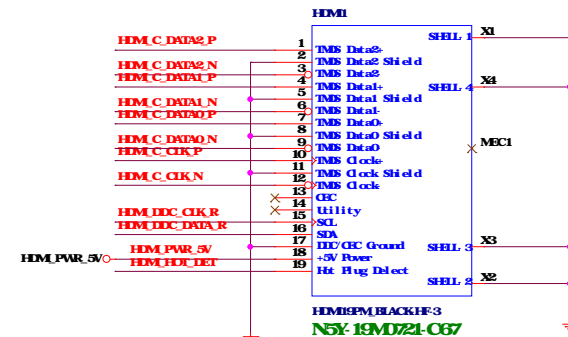 HDMI1
HDMI_C_DATA2_P
1
TMDS Data2+
SHELL 1
X1
2
TMDS Data2 Shield
HDMI_C_DATA2_N
3
TMDS Data2-
HDMI_C_DATA1_P
4
TMDS Data1+
SHELL 4
X4
5
TMDS Data1 Shield
HDMI_C_DATA1_N
6
TMDS Data1-
HDMI_C_DATA0_P
7
TMDS Data0+
8
TMDS Data0 Shield
HDMI_C_DATA0_N
9
TMDS Data0-
MEC1
HDMI_C_CLK_P
10
TMDS Clock+
11
TMDS Clock Shield
HDMI_C_CLK_N
12
TMDS Clock-
13
CEC
14
Utility
HDMI_DDC_CLK_R
15
SCL
HDMI_DDC_DATA_R
16
SDA
17
DDC/CEC Ground
SHELL 3
X3
HDMI_PWR_5V
HDMI_PWR_5V
18
+5V Power
HDMI_HOT_DET
19
Hot Plug Detect
SHELL 2
X2
HDMI19PM_BLACK-HF-3
N5Y-19M0721-C67